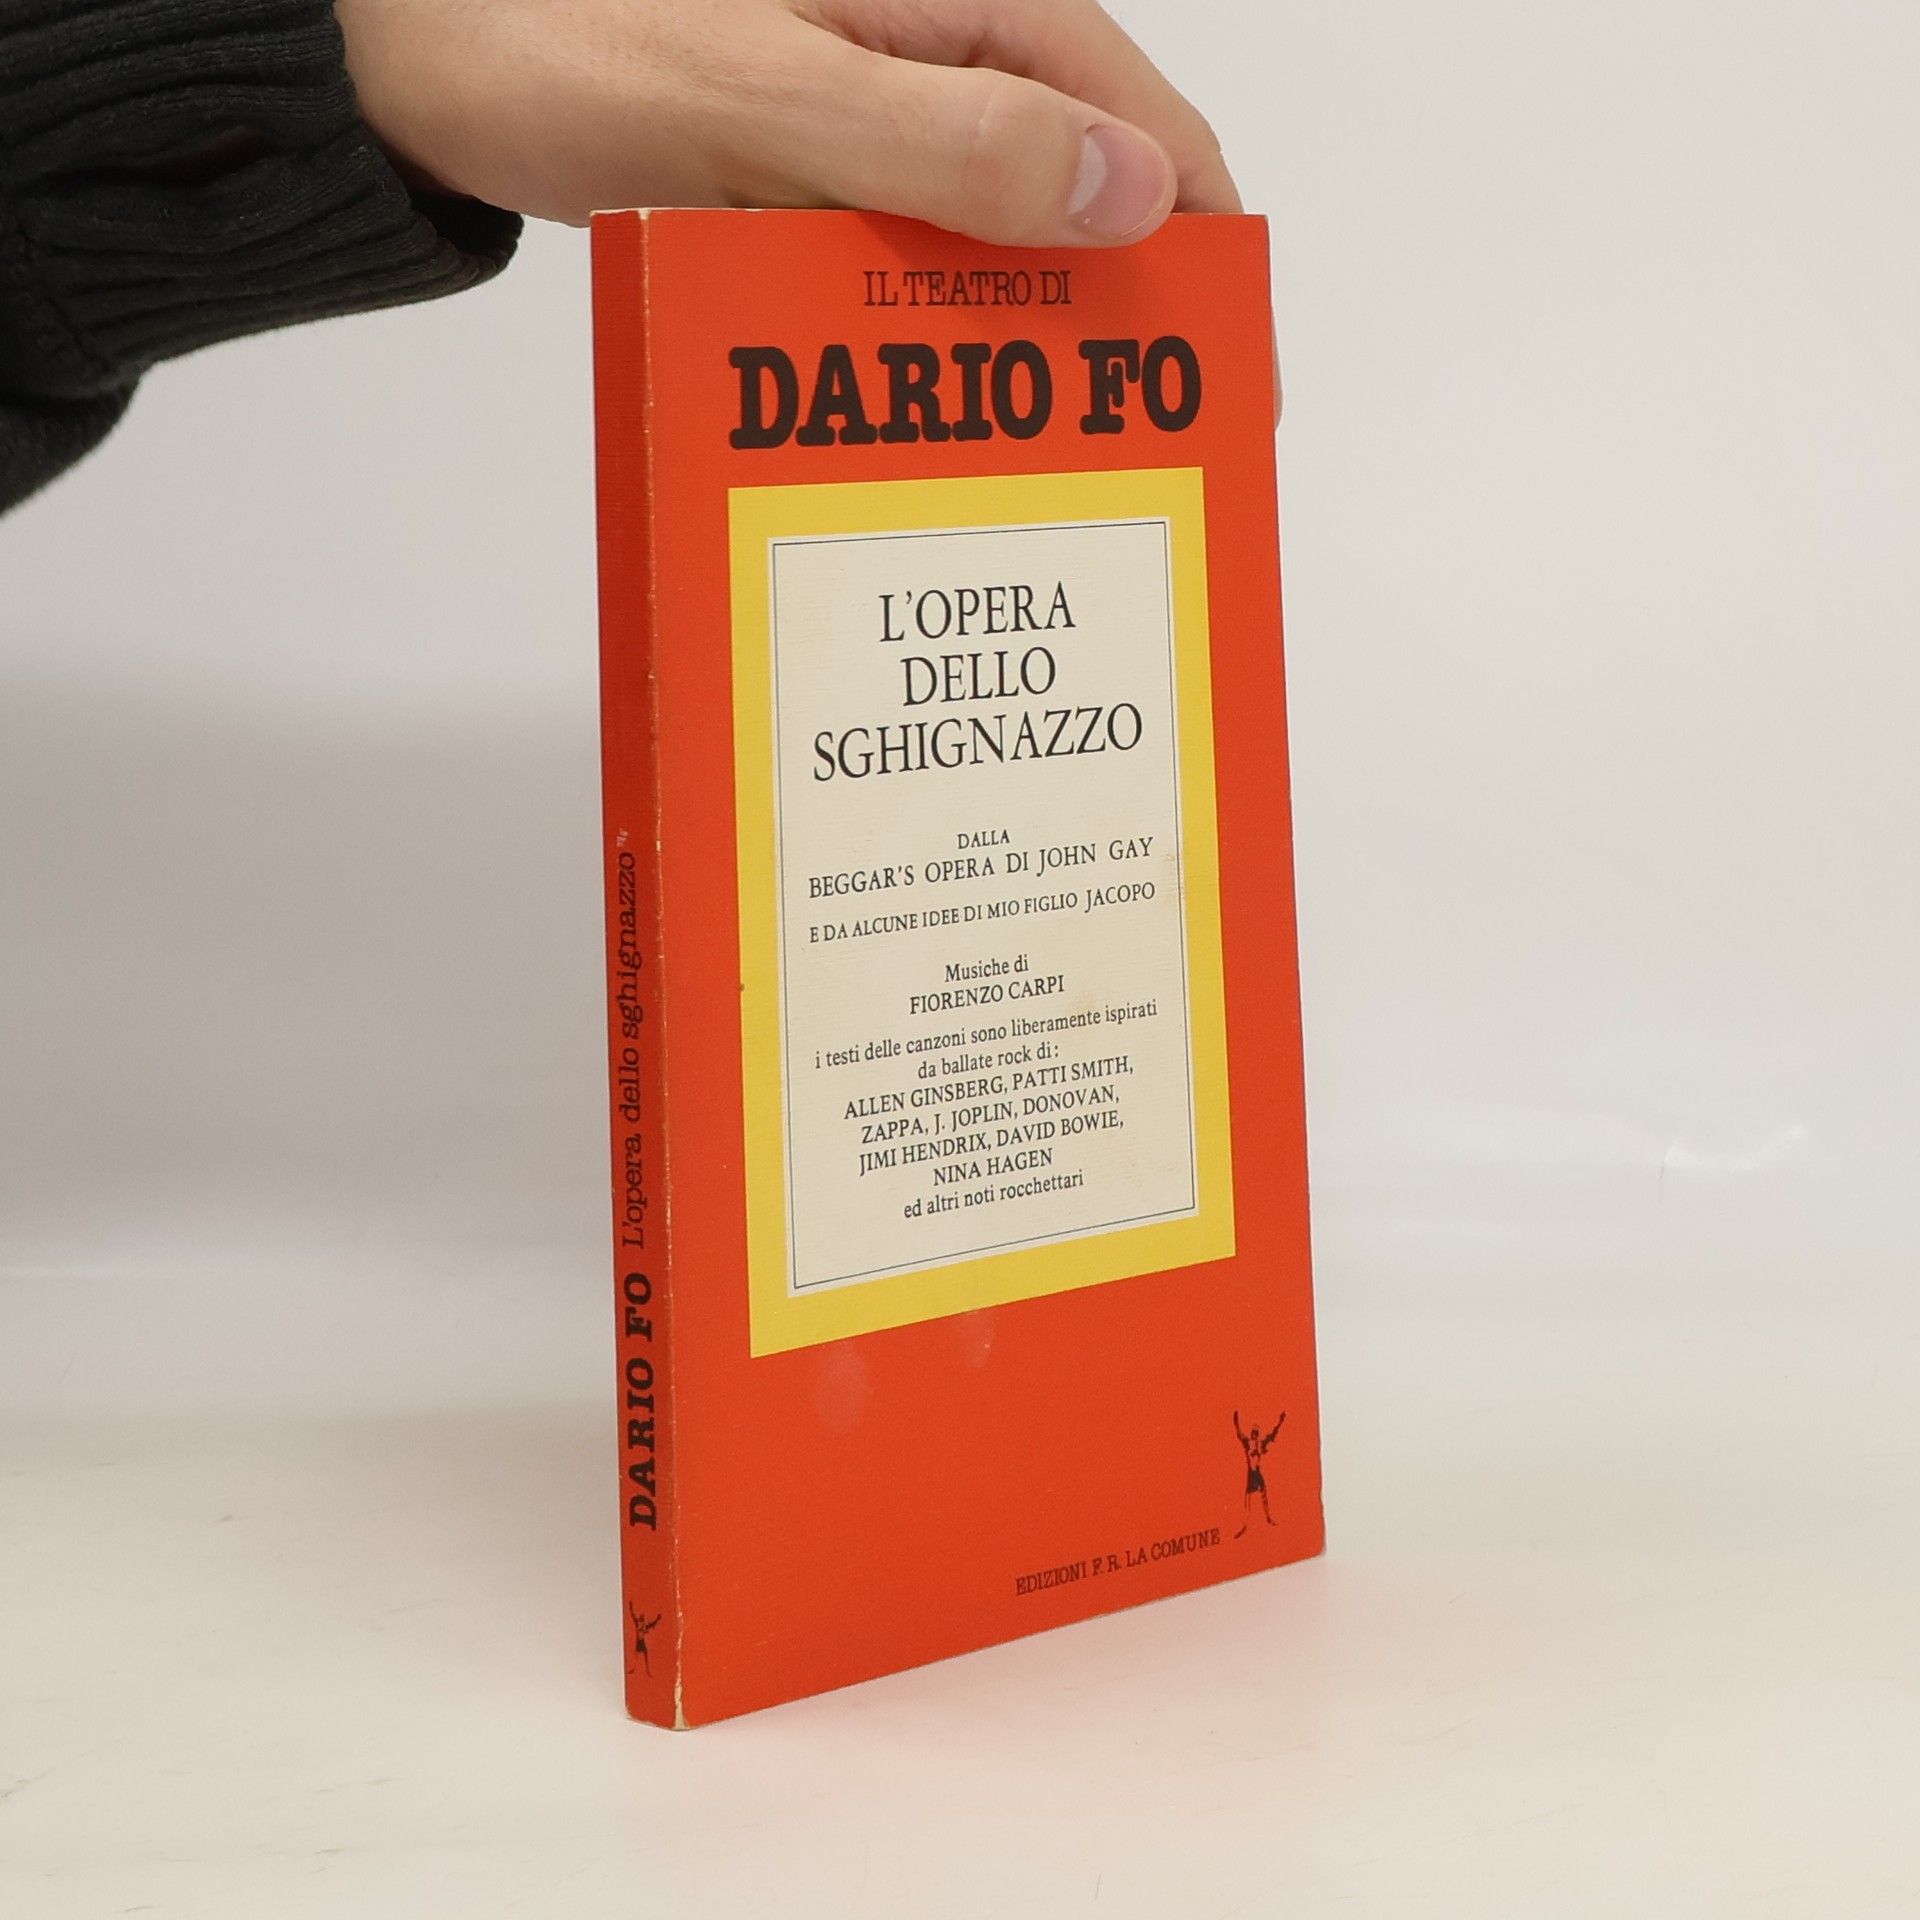 IL TEATRO DI
DARIO FO
L'OPERA
DELLO
SGHIGNAZZO
DALLA
BEGGAR'S OPERA DI JOHN GAY
E DA ALCUNE IDEE DI MIO FIGLIO JACOPO
Musiche di
FIORENZO CARPI
i testi delle canzoni sono liberamente ispirati
da ballate rock di:
ALLEN GINSBERG, PATTI SMITH,
ZAPPA, J. JOPLIN, DONOVAN,
JIMI HENDRIX, DAVID BOWIE,
NINA HAGEN
ed altri noti rocchettari
EDIZIONI F. R. LA COMUNE
DARIO FO L'opera dello sghignazzo